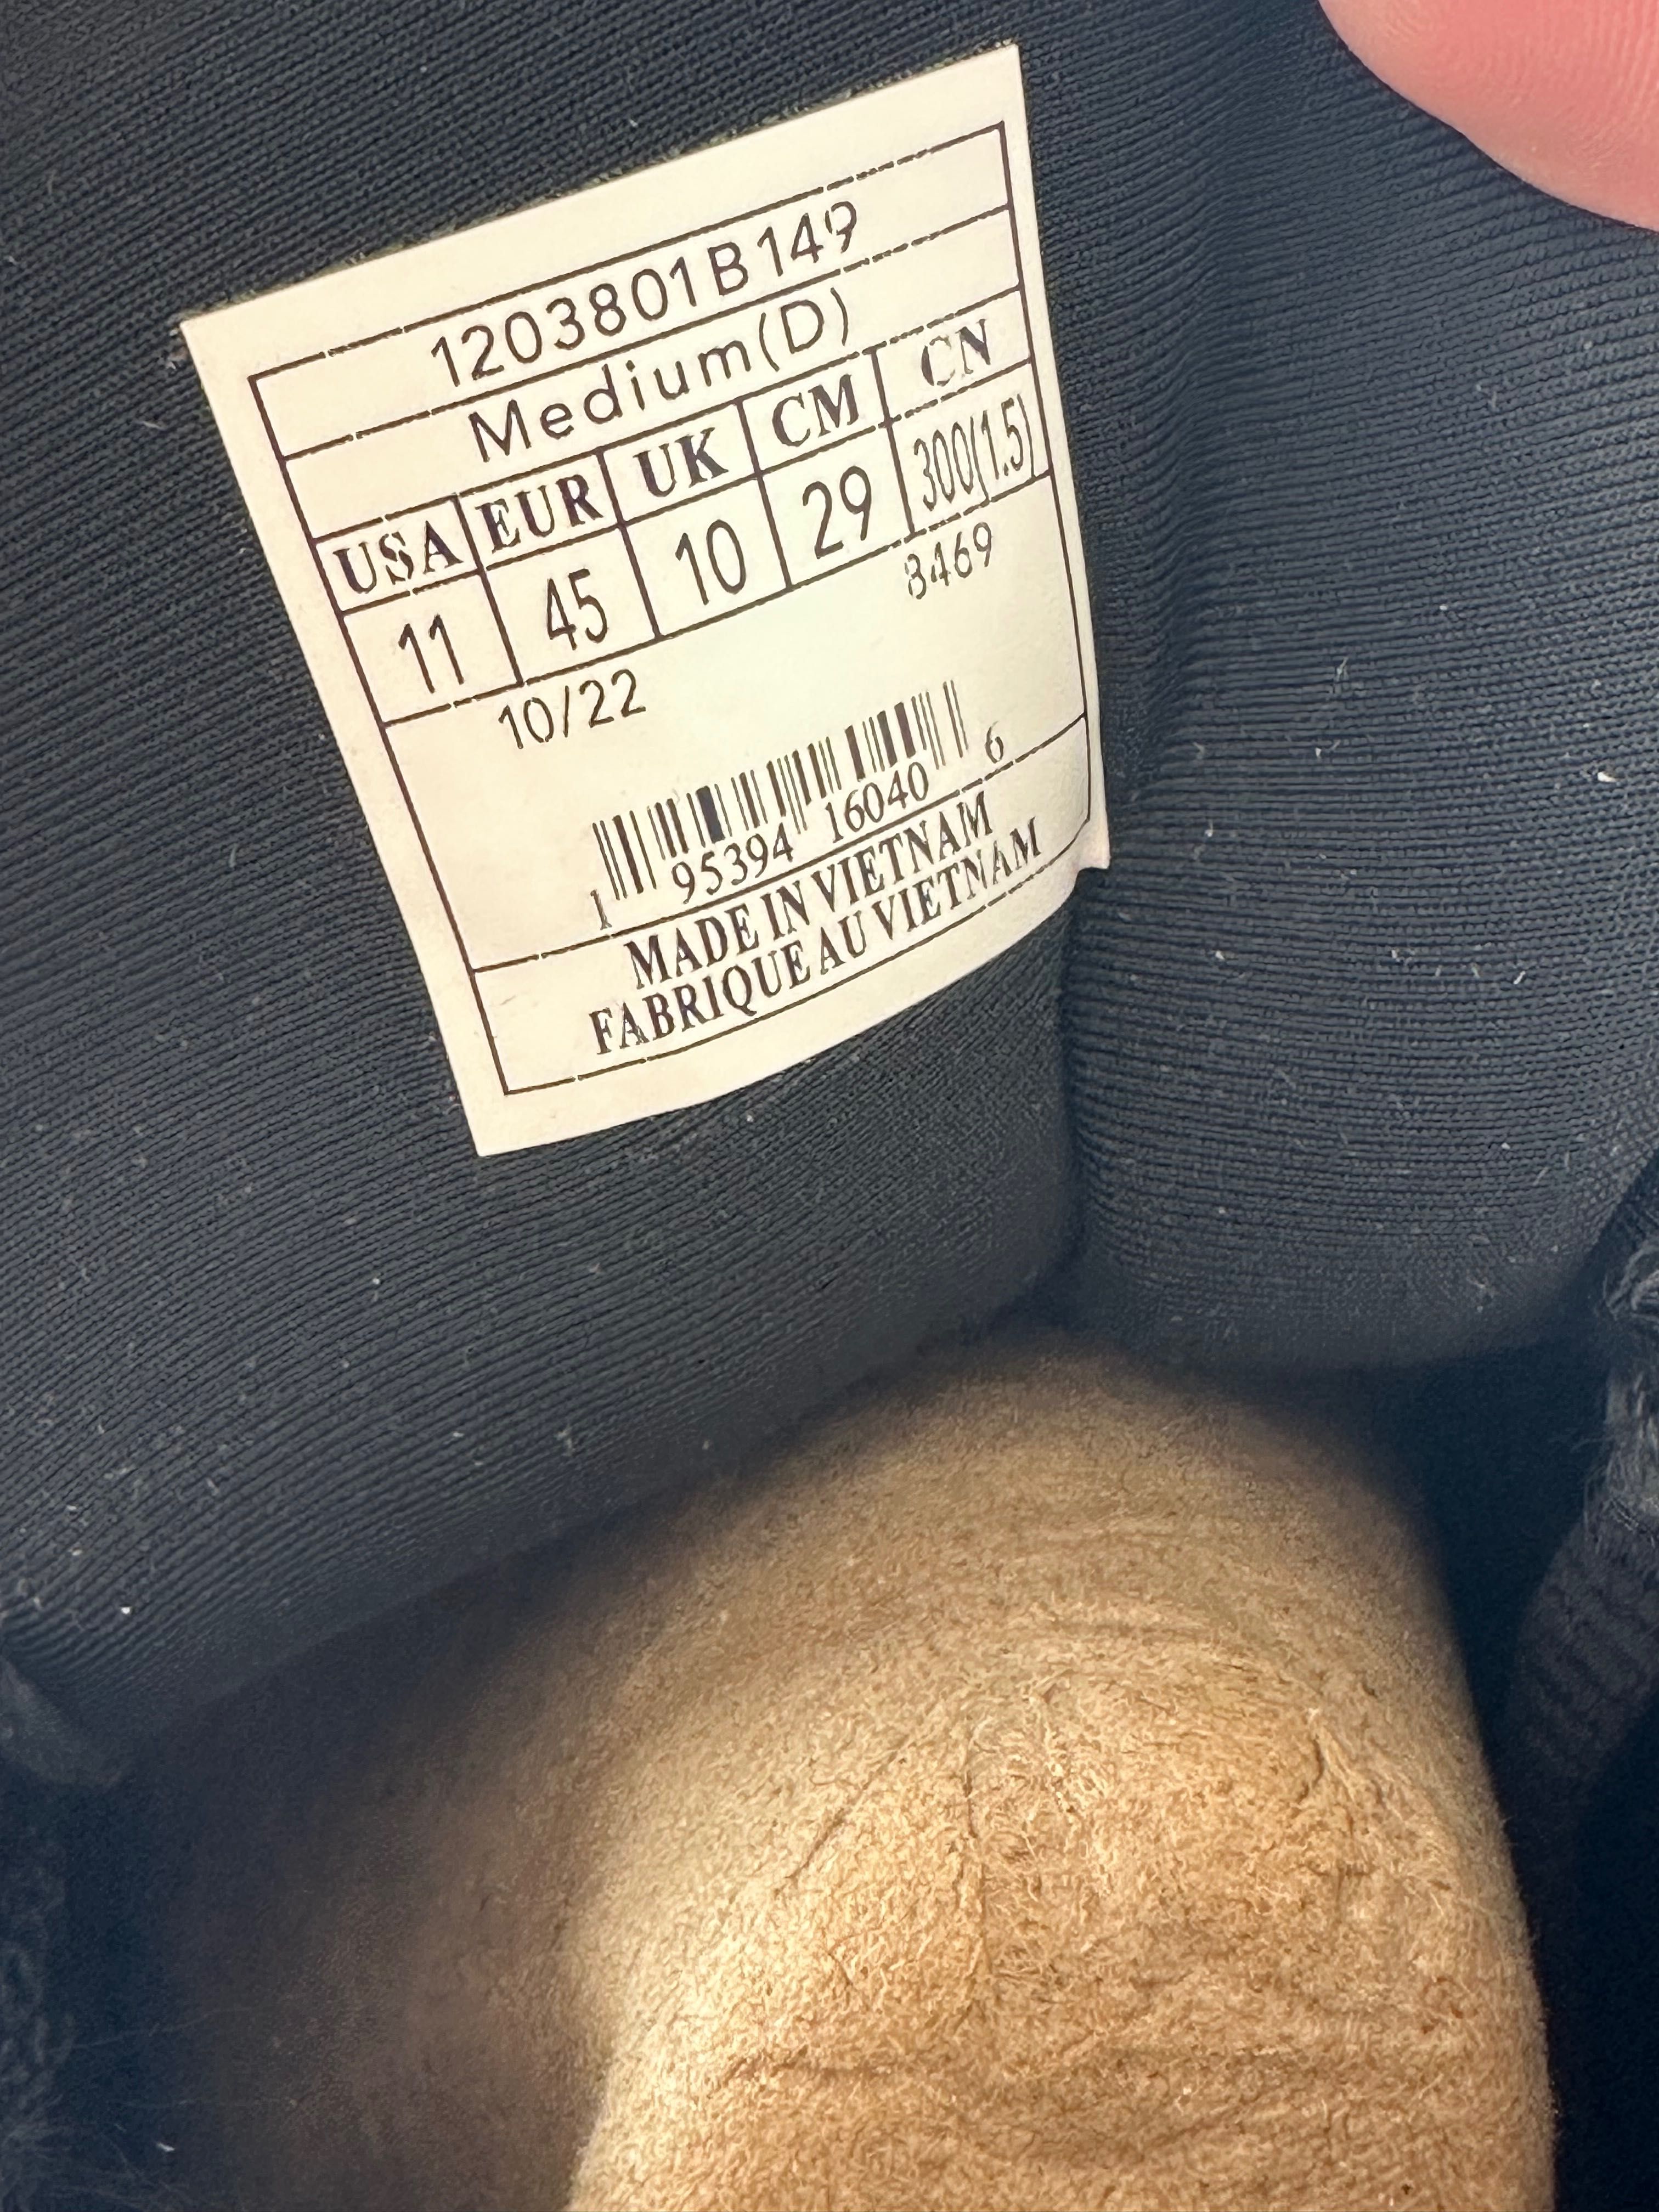 1203801B149
Medium(D)
USA EUR UK CM CN
11 45 10 29 300(1.5)
10/22 8469
1 95394 16040 6
MADE IN VIETNAM
FABRIQUE AU VIETNAM